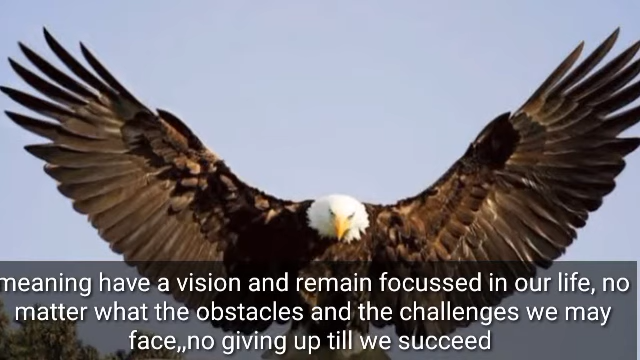 meaning have a vision and remain focussed in our life, no
matter what the obstacles and the challenges we may
face,,no giving up till we succeed